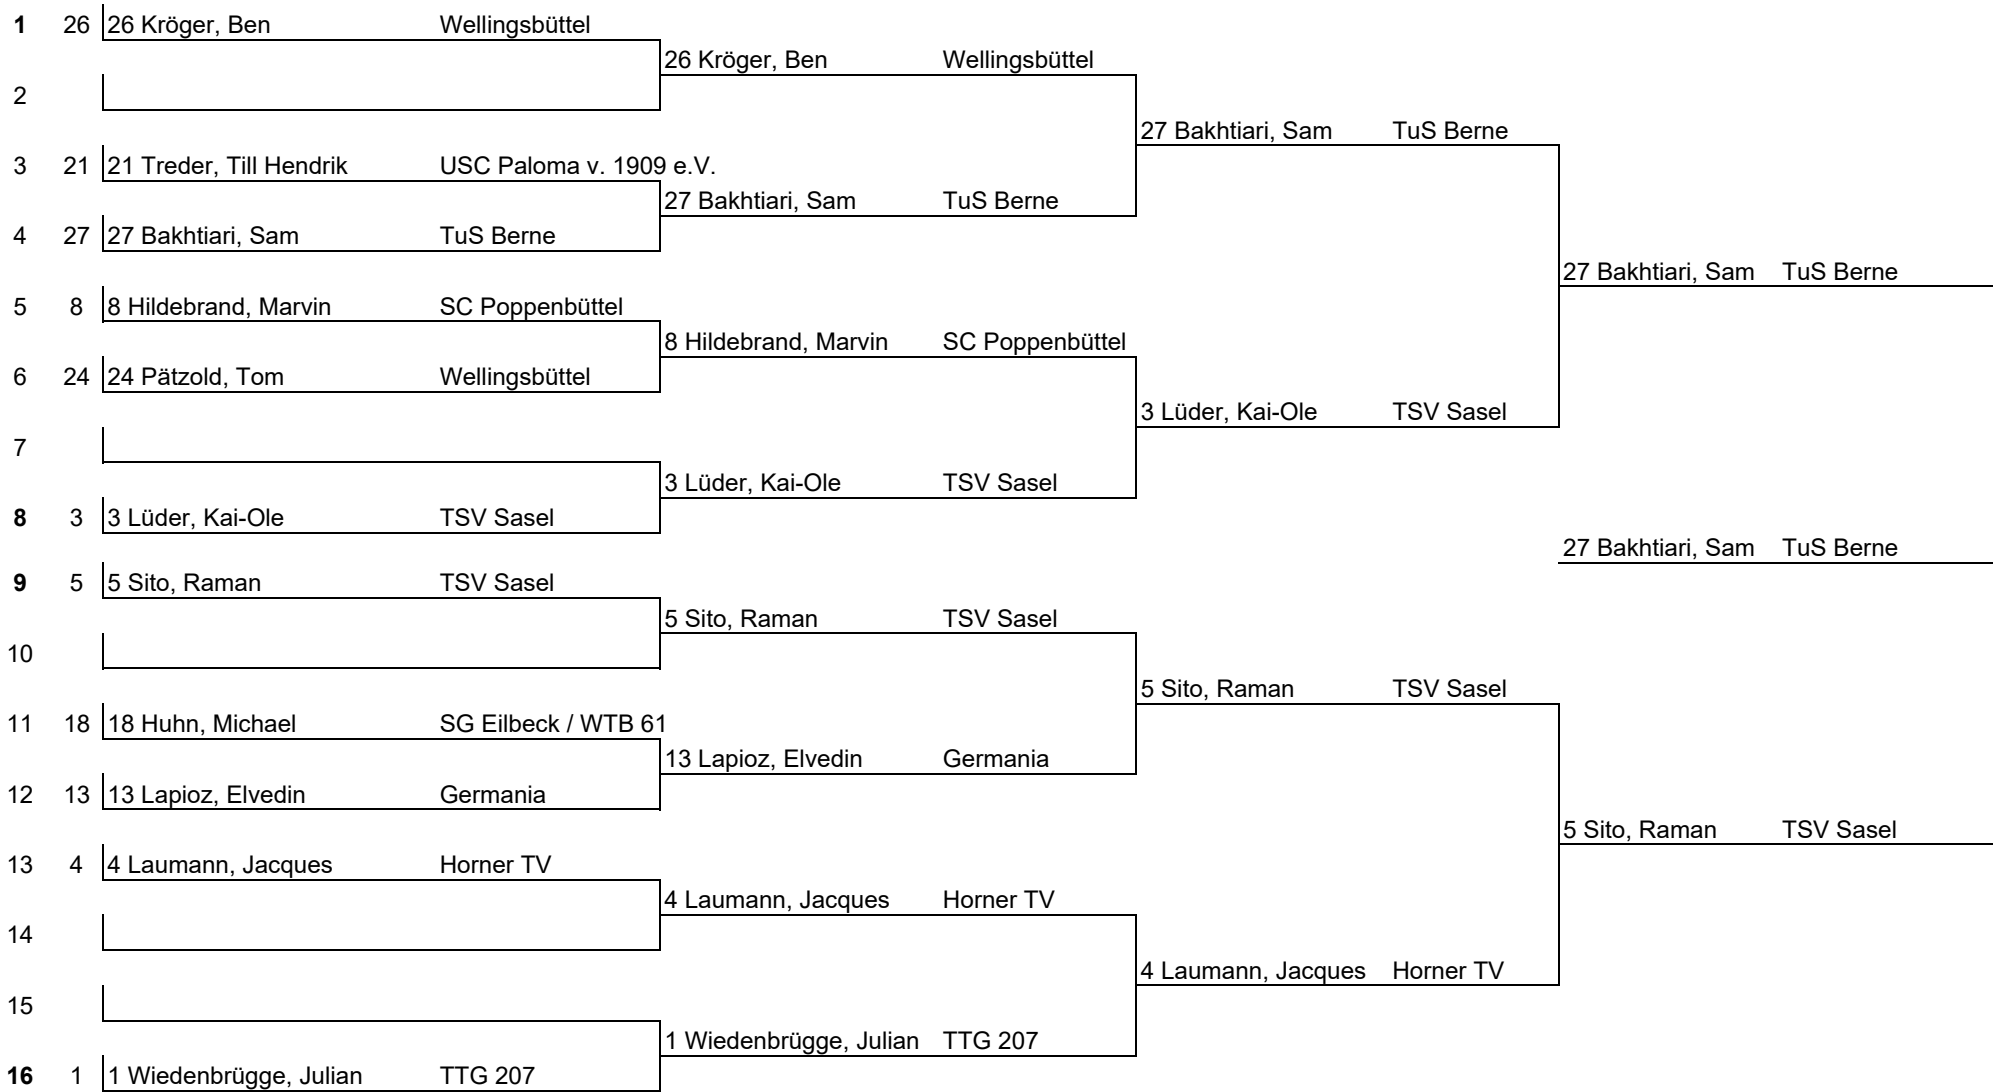 1 26 26 Kröger, Ben Wellingsbüttel
26 Kröger, Ben Wellingsbüttel
2
27 Bakhtiari, Sam TuS Berne
3 21 21 Treder, Till Hendrik USC Paloma v. 1909 e.V.
27 Bakhtiari, Sam TuS Berne
4 27 27 Bakhtiari, Sam TuS Berne
27 Bakhtiari, Sam TuS Berne
5 8 8 Hildebrand, Marvin SC Poppenbüttel
8 Hildebrand, Marvin SC Poppenbüttel
6 24 24 Pätzold, Tom Wellingsbüttel
3 Lüder, Kai-Ole TSV Sasel
7
3 Lüder, Kai-Ole TSV Sasel
8 3 3 Lüder, Kai-Ole TSV Sasel
27 Bakhtiari, Sam TuS Berne
9 5 5 Sito, Raman TSV Sasel
5 Sito, Raman TSV Sasel
10
5 Sito, Raman TSV Sasel
11 18 18 Huhn, Michael SG Eilbeck / WTB 61
13 Lapioz, Elvedin Germania
12 13 13 Lapioz, Elvedin Germania
5 Sito, Raman TSV Sasel
13 4 4 Laumann, Jacques Horner TV
4 Laumann, Jacques Horner TV
14
4 Laumann, Jacques Horner TV
15
1 Wiedenbrügge, Julian TTG 207
16 1 1 Wiedenbrügge, Julian TTG 207